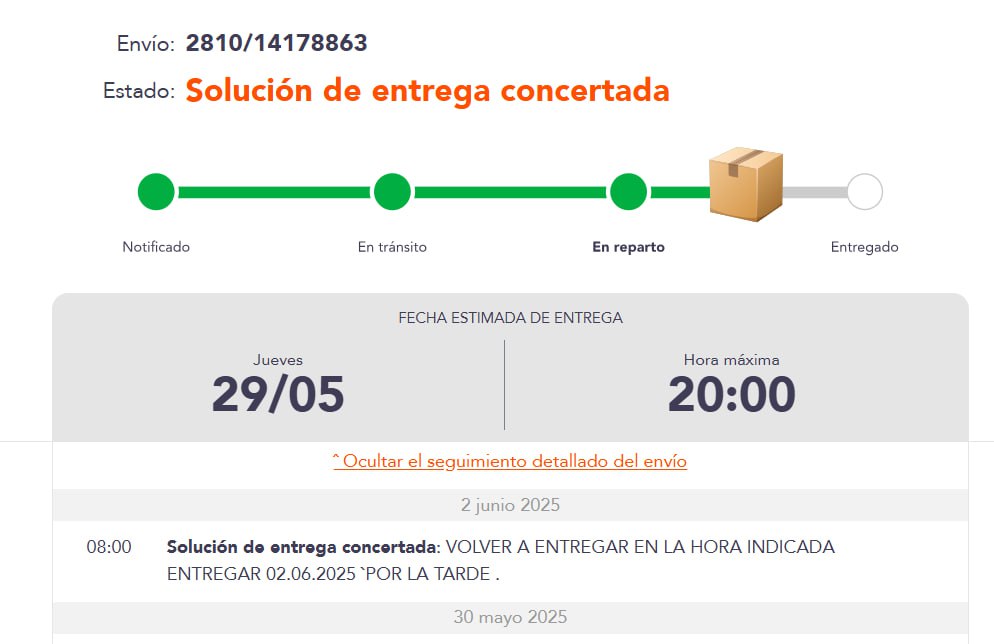 Envío: 2810/14178863
Estado: Solución de entrega concertada
Notificado En tránsito En reparto Entregado
FECHA ESTIMADA DE ENTREGA
Jueves Hora máxima
29/05 20:00
ˆ Ocultar el seguimiento detallado del envío
2 junio 2025
08:00 Solución de entrega concertada: VOLVER A ENTREGAR EN LA HORA INDICADA
ENTREGAR 02.06.2025 `POR LA TARDE .
30 mayo 2025